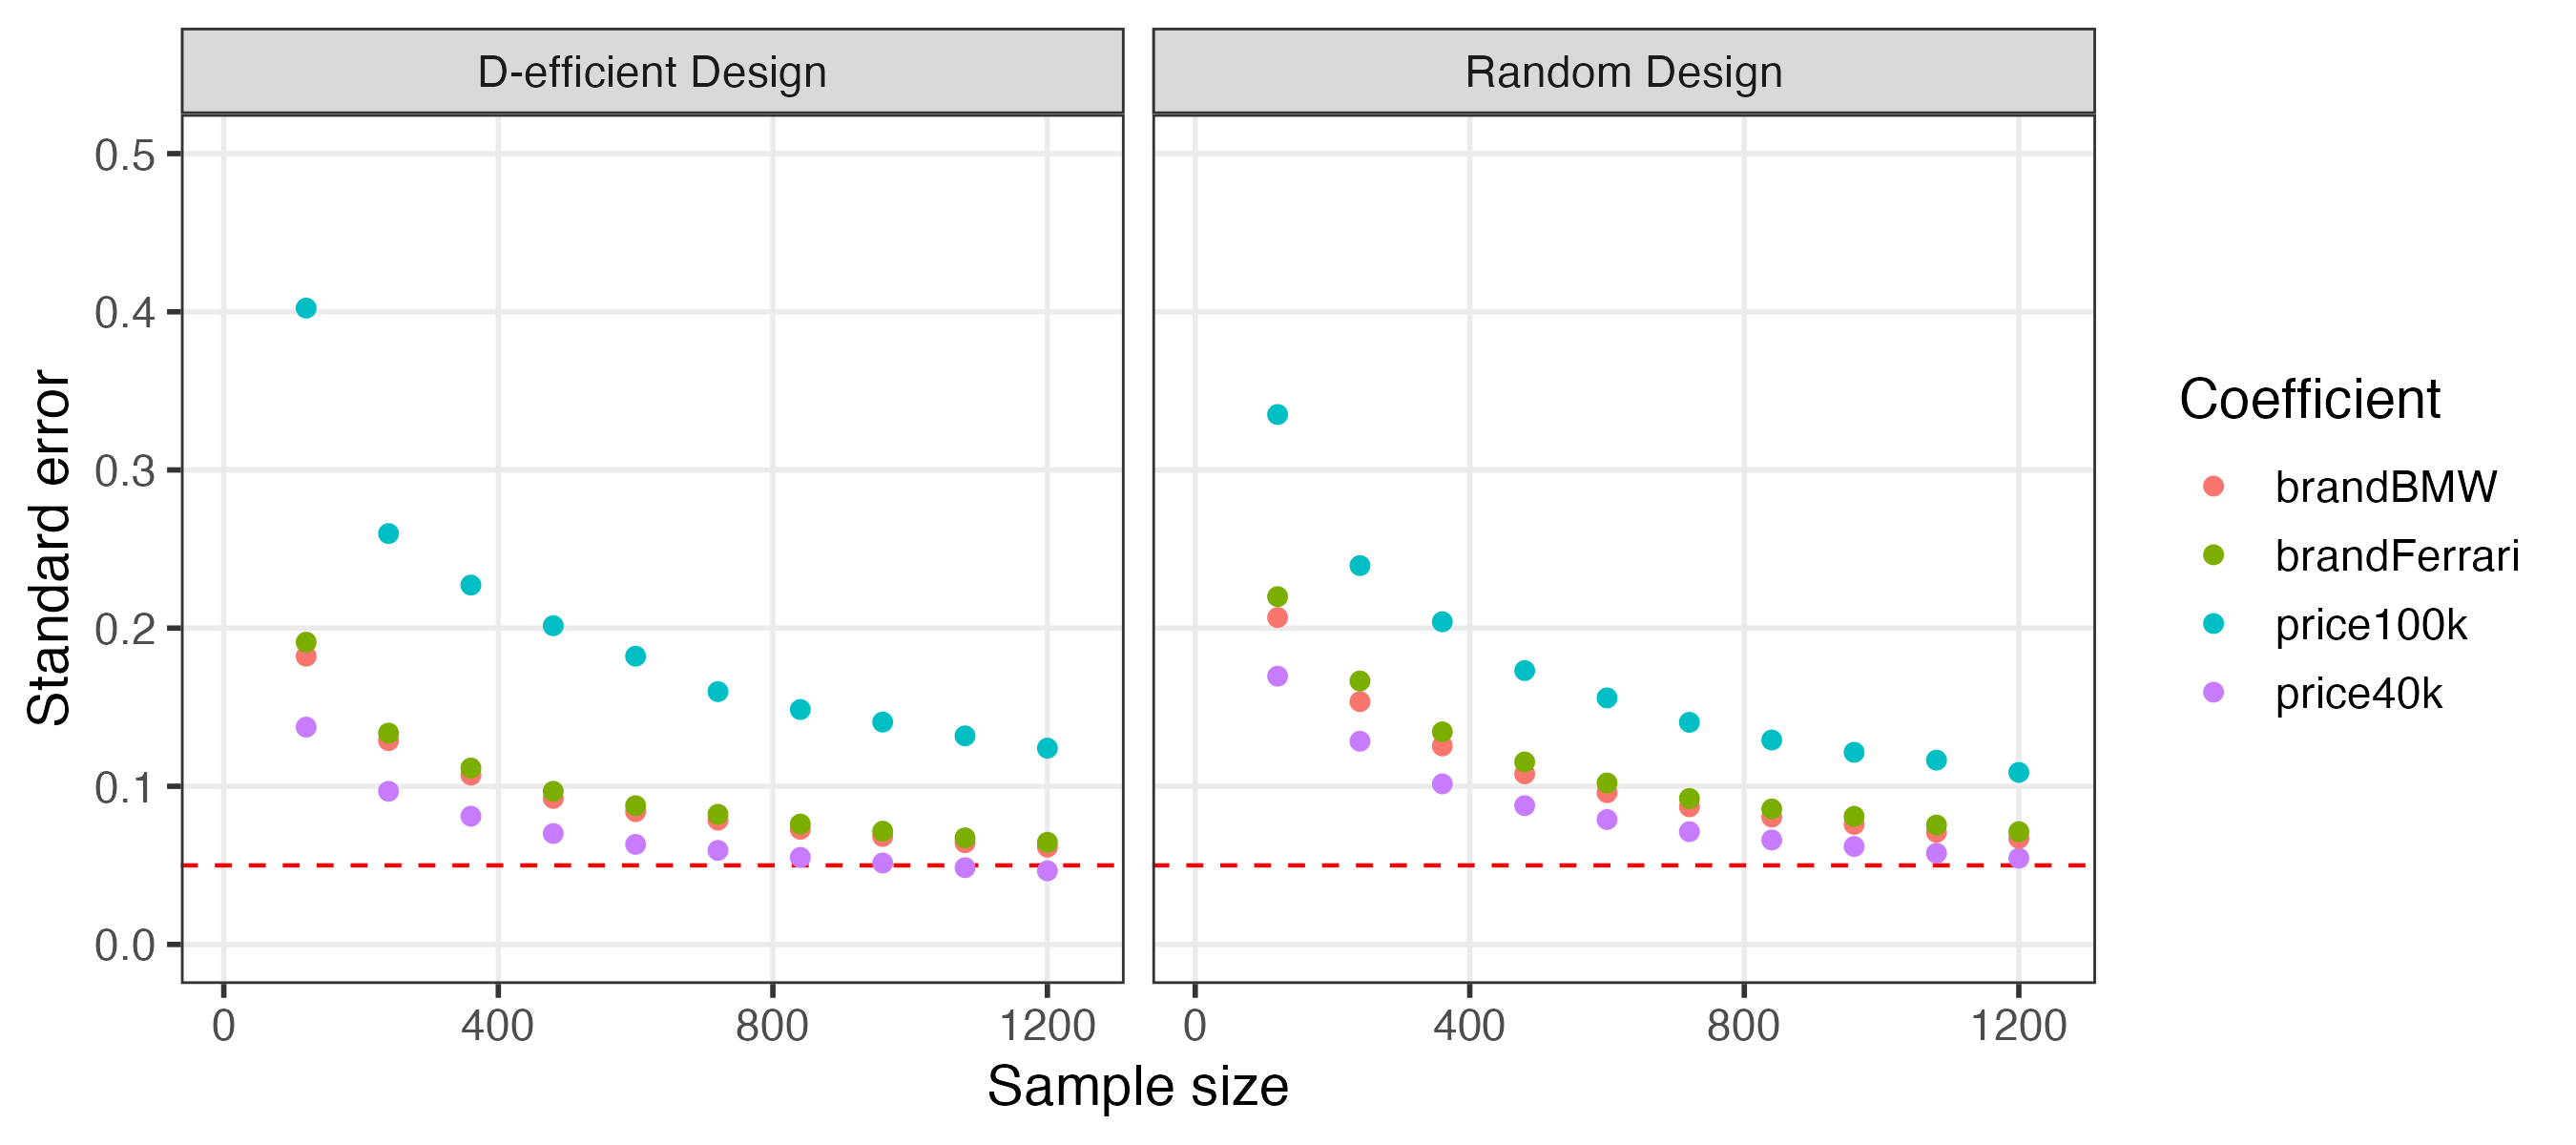 D-efficient Design
Random Design
Standard error
0.5
0.4
0.3
0.2
0.1
0.0
0
400
800
1200
0
400
800
1200
Sample size
Coefficient
brandBMW
brandFerrari
price100k
price40k